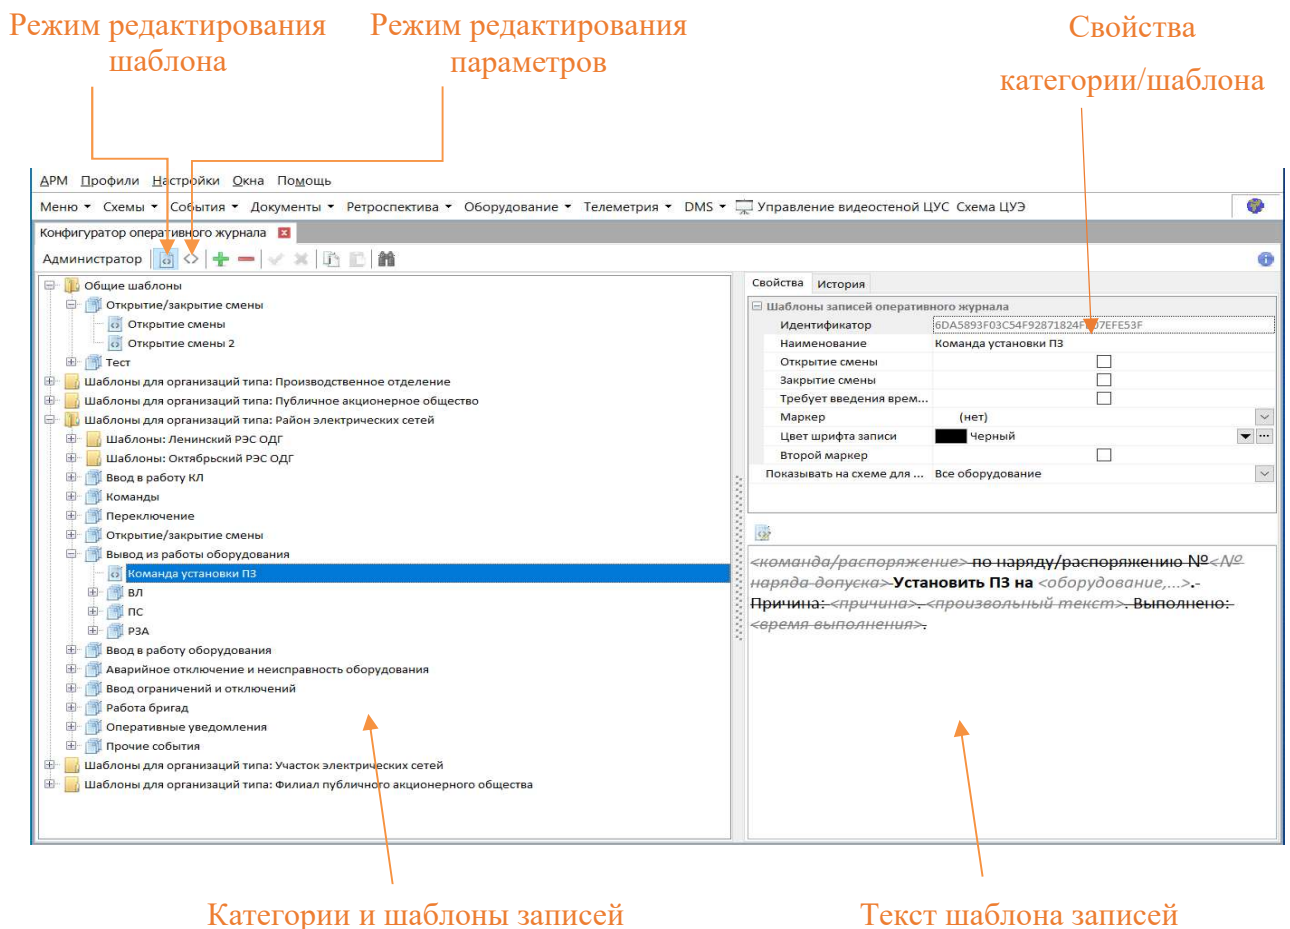 Режим редактирования
шаблона
Режим редактирования
параметров
Свойства
категории/шаблона
АРМ Профили Настройки Окна Помощь
Меню Схемы События Документы Ретроспектива Оборудование Телеметрия DMS Управление видеостеной ЦУС Схема ЦУЭ
Конфигуратор оперативного журнала
Администратор
Общие шаблоны
Открытие/закрытие смены
Открытие смены
Открытие смены 2
Тест
Шаблоны для организаций типа: Производственное отделение
Шаблоны для организаций типа: Публичное акционерное общество
Шаблоны для организаций типа: Район электрических сетей
Шаблоны: Ленинский РЭС ОДГ
Шаблоны: Октябрьский РЭС ОДГ
Ввод в работу КЛ
Команды
Переключение
Открытие/закрытие смены
Вывод из работы оборудования
Команда установки ПЗ
ВЛ
ПС
РЗА
Ввод в работу оборудования
Аварийное отключение и неисправность оборудования
Ввод ограничений и отключений
Работа бригад
Оперативные уведомления
Прочие события
Шаблоны для организаций типа: Участок электрических сетей
Шаблоны для организаций типа: Филиал публичного акционерного общества
Свойства История
Шаблоны записей оперативного журнала
Идентификатор
Наименование Команда установки ПЗ
Открытие смены
Закрытие смены
Требует введения врем...
Маркер (нет)
Цвет шрифта записи Черный
Второй маркер
Показывать на схеме для ... Все оборудование
<команда/распоряжение> по наряду/распоряжению №<№
наряда допуска> Установить ПЗ на <оборудование,...>.
Причина: <причина>. <произвольный текст>. Выполнено:
<время выполнения>.
Категории и шаблоны записей
Текст шаблона записей